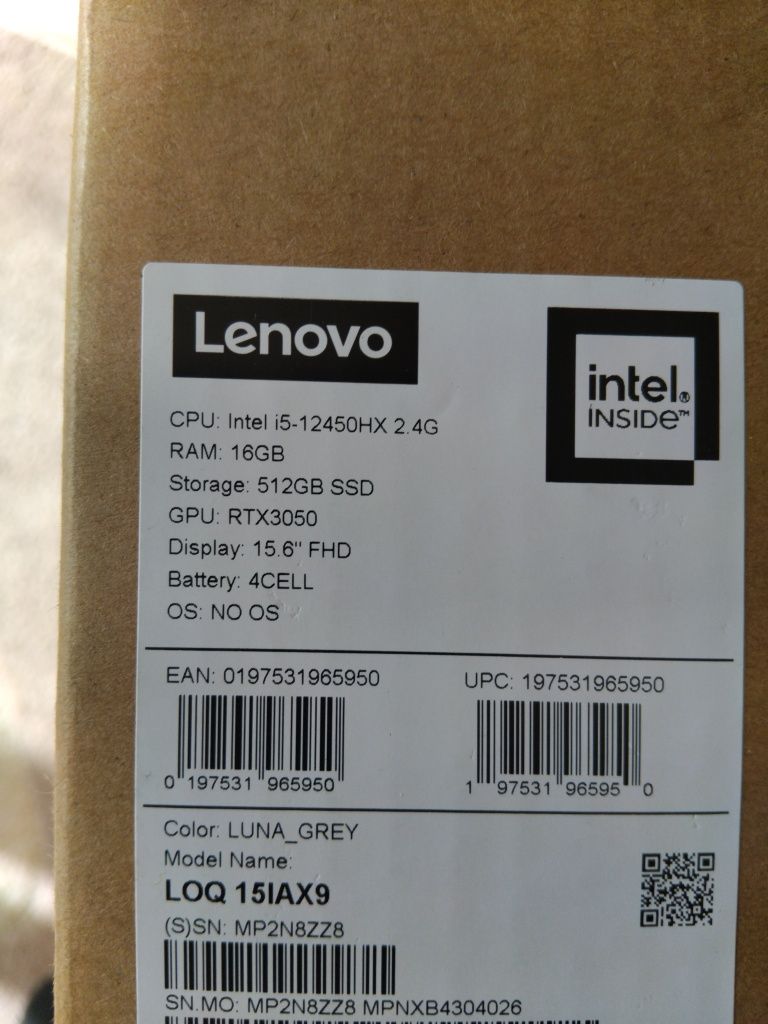 Lenovo
intel®
INSIDE™
CPU: Intel i5-12450HX 2.4G
RAM: 16GB
Storage: 512GB SSD
GPU: RTX3050
Display: 15.6" FHD
Battery: 4CELL
OS: NO OS
EAN: 0197531965950
UPC: 197531965950
0 197531 965950
1 97531 96595 0
Color: LUNA_GREY
Model Name:
LOQ 15IAX9
(S)SN: MP2N8ZZ8
SN.MO: MP2N8ZZ8 MPNXB4304026